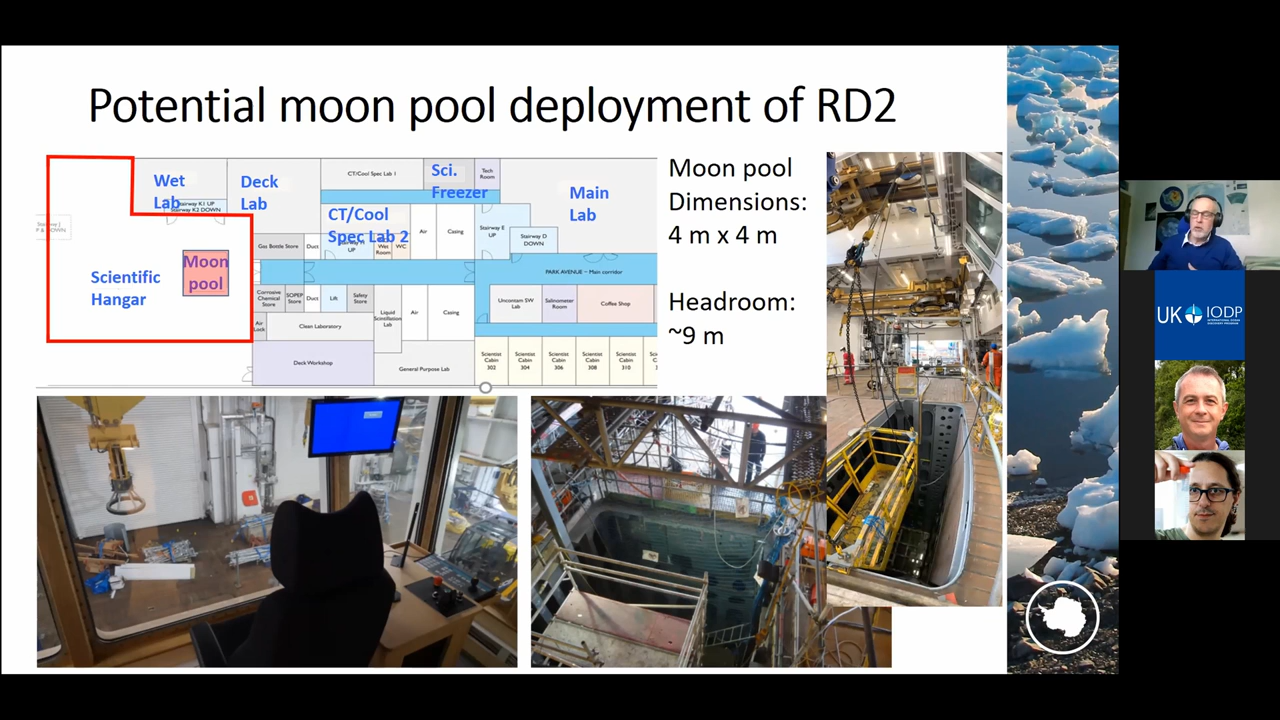 Potential moon pool deployment of RD2
Wet
Lab
Stairway K1 UP
Stairway K2 DOWN
Deck
Lab
CT/Cool Spec Lab 1
Sci.
Freezer
Tech
Room
Main
Lab
CT/Cool
Spec Lab 2
UP
Wet
Room
WC
Air
Casing
Stairway E
UP
Stairway D
DOWN
Gas Bottle Store
Duct
Scientific
Hangar
Moon
pool
PARK AVENUE – Main corridor
Corrosive
Chemical
Store
SOPEP
Store
Duct
Lift
Safety
Store
Liquid
Scintillation
Lab
Air
Casing
Uncontam SW
Lab
Salinometer
Room
Coffee Shop
Air
Lock
Clean Laboratory
Deck Workshop
General Purpose Lab
Scientist
Cabin
302
Scientist
Cabin
304
Scientist
Cabin
306
Scientist
Cabin
308
Scientist
Cabin
310
Moon pool
Dimensions:
4 m x 4 m
Headroom:
~9 m
UK IODP